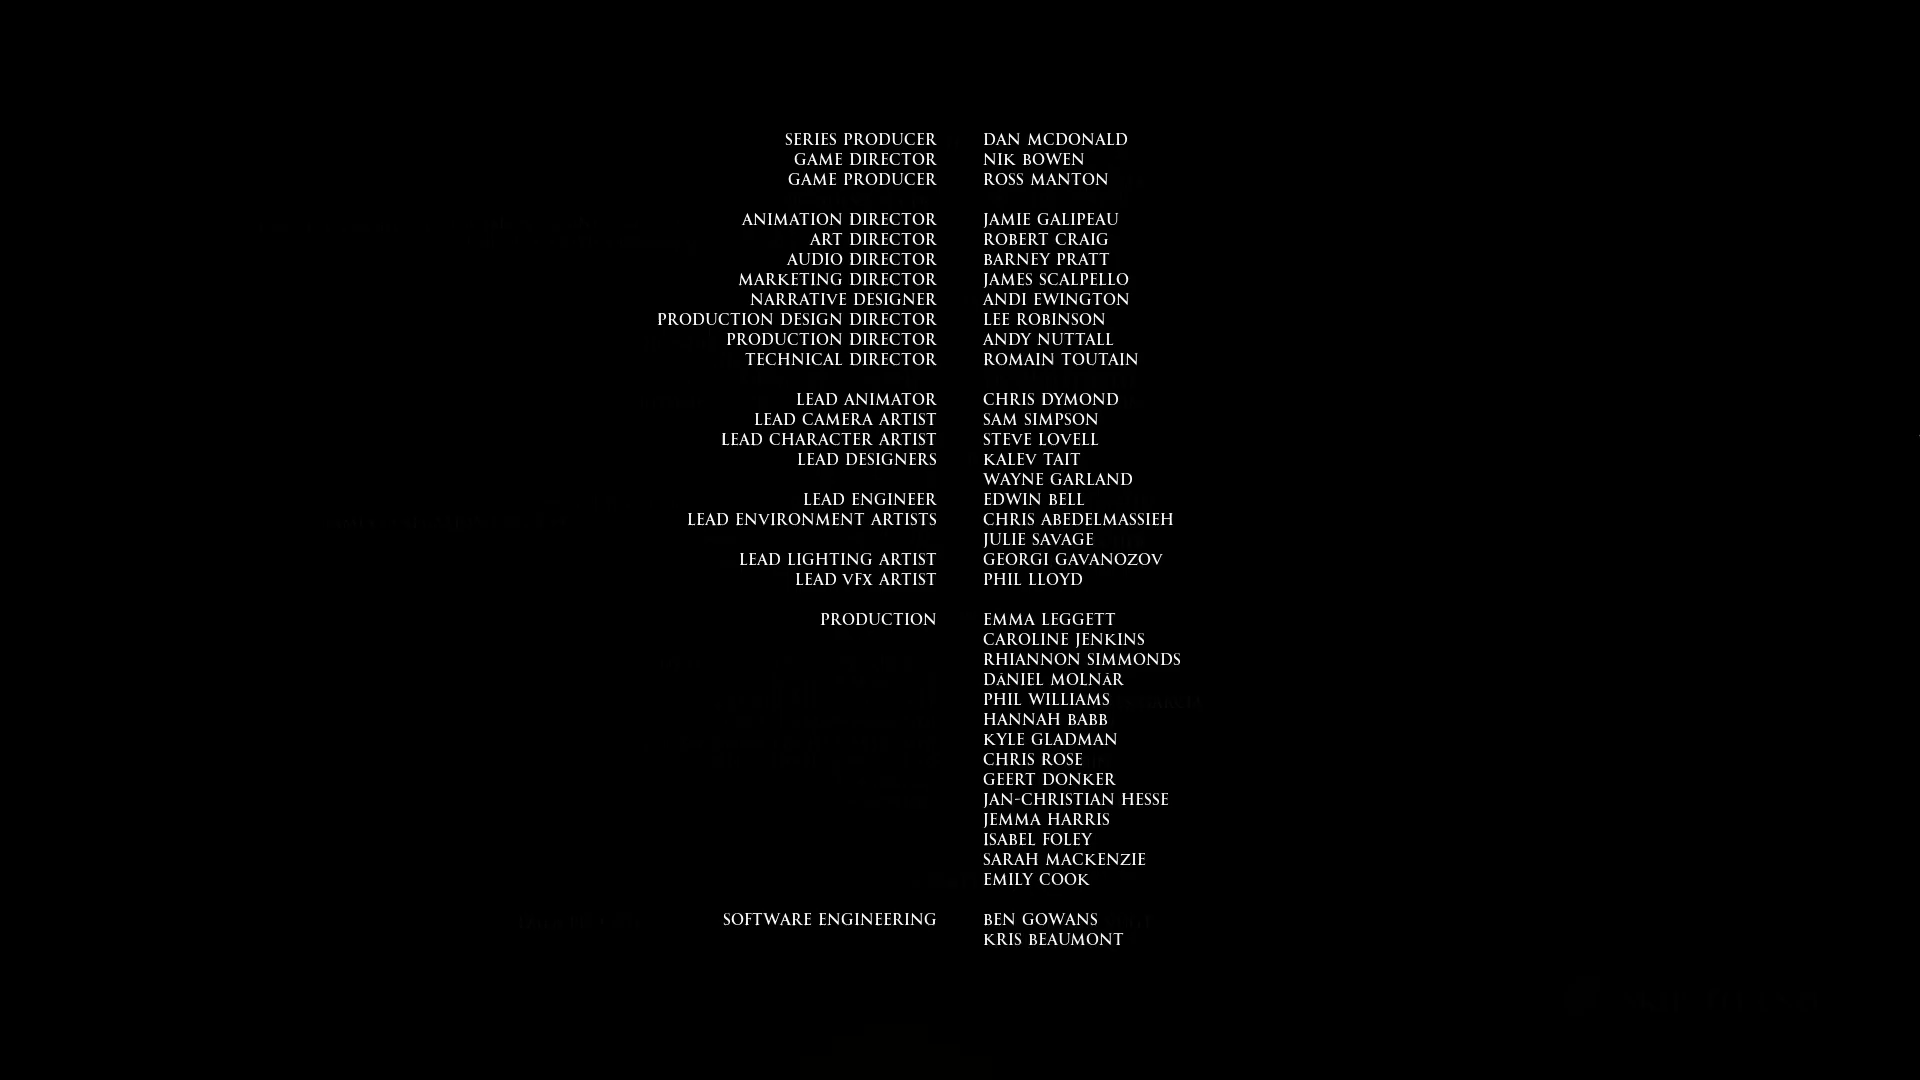 SERIES PRODUCER DAN MCDONALD
GAME DIRECTOR NIK BOWEN
GAME PRODUCER ROSS MANTON
ANIMATION DIRECTOR JAMIE GALIPEAU
ART DIRECTOR ROBERT CRAIG
AUDIO DIRECTOR BARNEY PRATT
MARKETING DIRECTOR JAMES SCALPELLO
NARRATIVE DESIGNER ANDI EWINGTON
PRODUCTION DESIGN DIRECTOR LEE ROBINSON
PRODUCTION DIRECTOR ANDY NUTTALL
TECHNICAL DIRECTOR ROMAIN TOUTAIN
LEAD ANIMATOR CHRIS DYMOND
LEAD CAMERA ARTIST SAM SIMPSON
LEAD CHARACTER ARTIST STEVE LOVELL
LEAD DESIGNERS KALEV TAIT
WAYNE GARLAND
LEAD ENGINEER EDWIN BELL
LEAD ENVIRONMENT ARTISTS CHRIS ABEDELMASSIEH
JULIE SAVAGE
LEAD LIGHTING ARTIST GEORGI GAVANOZOV
LEAD VFX ARTIST PHIL LLOYD
PRODUCTION EMMA LEGGETT
CAROLINE JENKINS
RHIANNON SIMMONDS
DÁNIEL MOLNÁR
PHIL WILLIAMS
HANNAH BABB
KYLE GLADMAN
CHRIS ROSE
GEERT DONKER
JAN-CHRISTIAN HESSE
JEMMA HARRIS
ISABEL FOLEY
SARAH MACKENZIE
EMILY COOK
SOFTWARE ENGINEERING BEN GOWANS
KRIS BEAUMONT